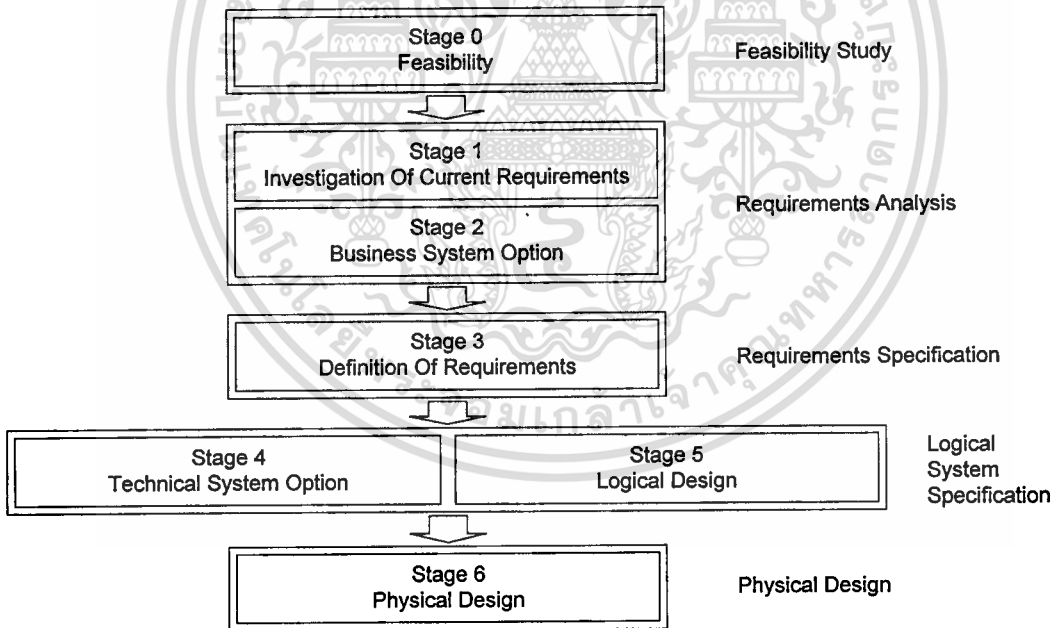 Stage 0
Feasibility
Feasibility Study
Stage 1
Investigation Of Current Requirements
Requirements Analysis
Stage 2
Business System Option
Stage 3
Definition Of Requirements
Requirements Specification
Stage 4
Technical System Option
Stage 5
Logical Design
Logical
System
Specification
Stage 6
Physical Design
Physical Design